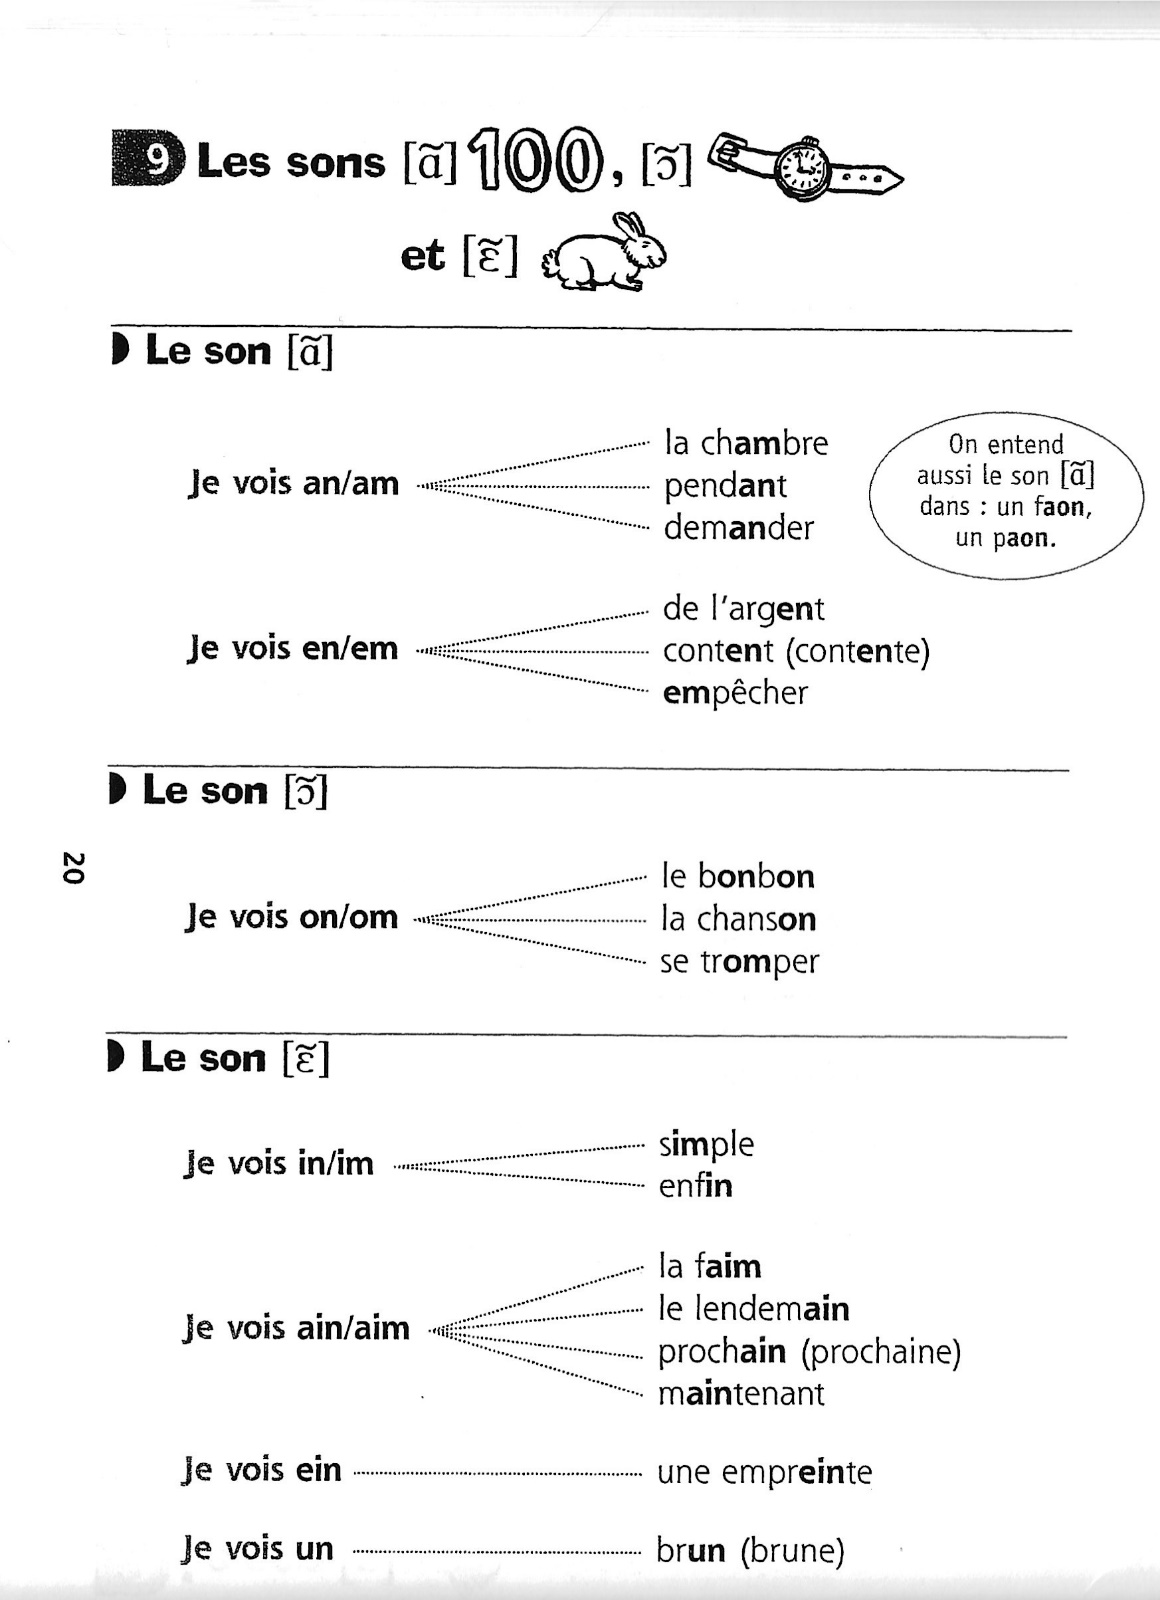 9 Les sons [ɑ̃] 100, [ɔ̃]
et [ɛ̃]
Le son [ɑ̃]
Je vois an/am
la chambre
pendant
demander
On entend
aussi le son [ɑ̃]
dans : un faon,
un paon.
Je vois en/em
de l'argent
content (contente)
empêcher
Le son [ɔ̃]
20
Je vois on/om
le bonbon
la chanson
se tromper
Le son [ɛ̃]
Je vois in/im
simple
enfin
Je vois ain/aim
la faim
le lendemain
prochain (prochaine)
maintenant
Je vois ein
une empreinte
Je vois un
brun (brune)